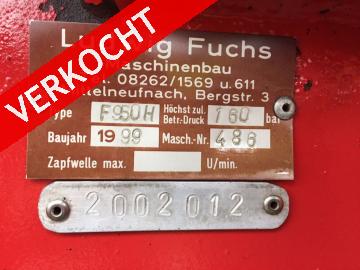 VERKOCHT
Fuchs
aschinenbau
08262/1569 u.611
telneufnach, Bergstr. 3
Type F950H Höchst zul. Betr-Druck 160 bar
Baujahr 1999 Masch.-Nr. 486
Zapfwelle max. U/min.
2002012